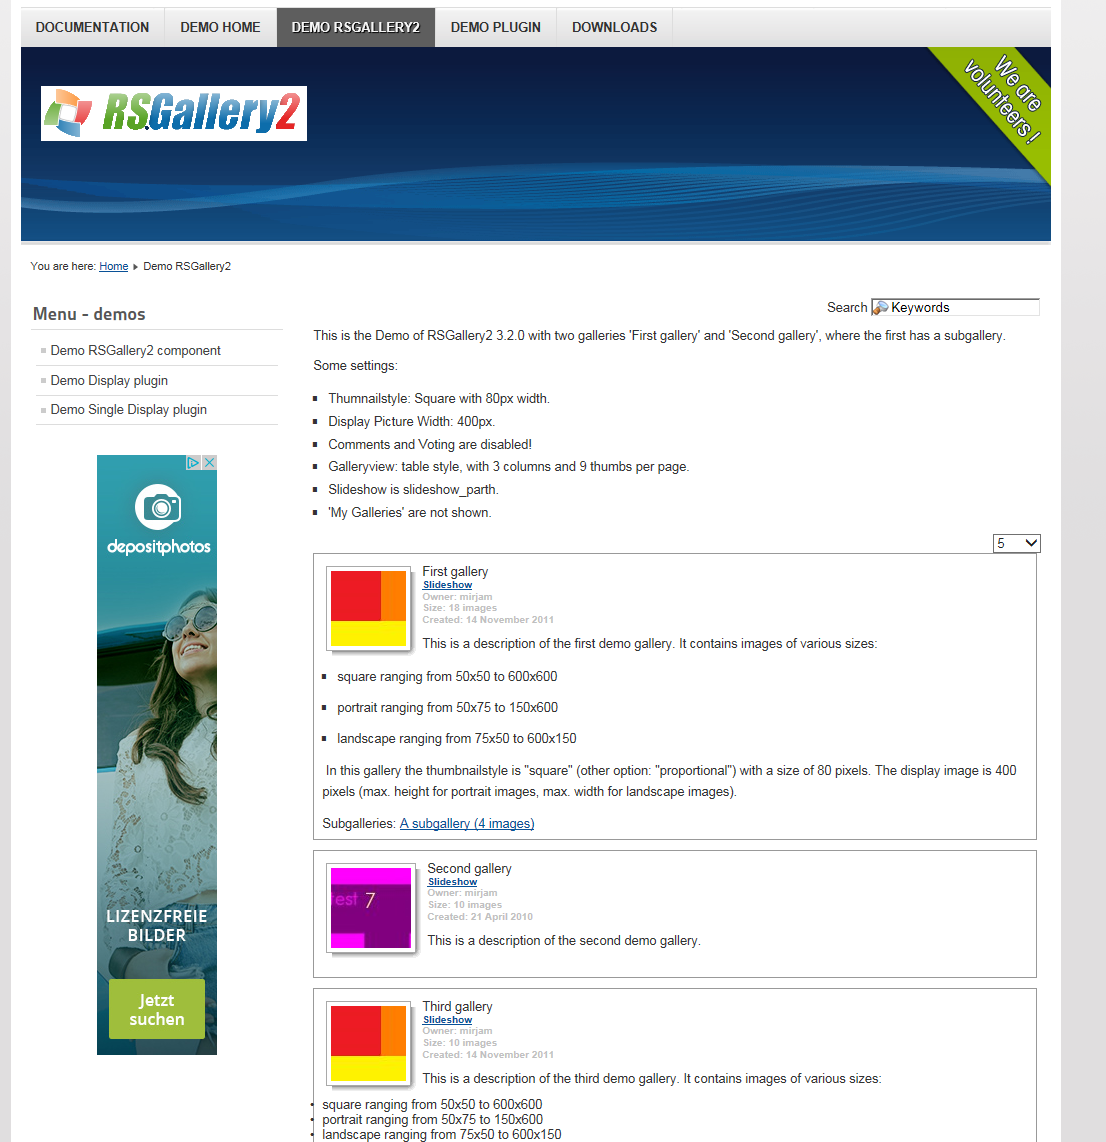 DOCUMENTATION DEMO HOME DEMO RSGALLERY2 DEMO PLUGIN DOWNLOADS
RSGallery2
We are
volunteers !
You are here: Home Demo RSGallery2
Menu - demos
Demo RSGallery2 component
Demo Display plugin
Demo Single Display plugin
depositphotos
LIZENZFREIE
BILDER
Jetzt
suchen
Search Keywords
This is the Demo of RSGallery2 3.2.0 with two galleries 'First gallery' and 'Second gallery', where the first has a subgallery.
Some settings:
Thumnailstyle: Square with 80px width.
Display Picture Width: 400px.
Comments and Voting are disabled!
Galleryview: table style, with 3 columns and 9 thumbs per page.
Slideshow is slideshow_parth.
'My Galleries' are not shown.
5
First gallery
Slideshow
Owner: mirjam
Size: 18 images
Created: 14 November 2011
This is a description of the first demo gallery. It contains images of various sizes:
square ranging from 50x50 to 600x600
portrait ranging from 50x75 to 150x600
landscape ranging from 75x50 to 600x150
In this gallery the thumbnailstyle is "square" (other option: "proportional") with a size of 80 pixels. The display image is 400
pixels (max. height for portrait images, max. width for landscape images).
Subgalleries: A subgallery (4 images)
test 7
Second gallery
Slideshow
Owner: mirjam
Size: 10 images
Created: 21 April 2010
This is a description of the second demo gallery.
Third gallery
Slideshow
Owner: mirjam
Size: 10 images
Created: 14 November 2011
This is a description of the third demo gallery. It contains images of various sizes:
square ranging from 50x50 to 600x600
portrait ranging from 50x75 to 150x600
landscape ranging from 75x50 to 600x150